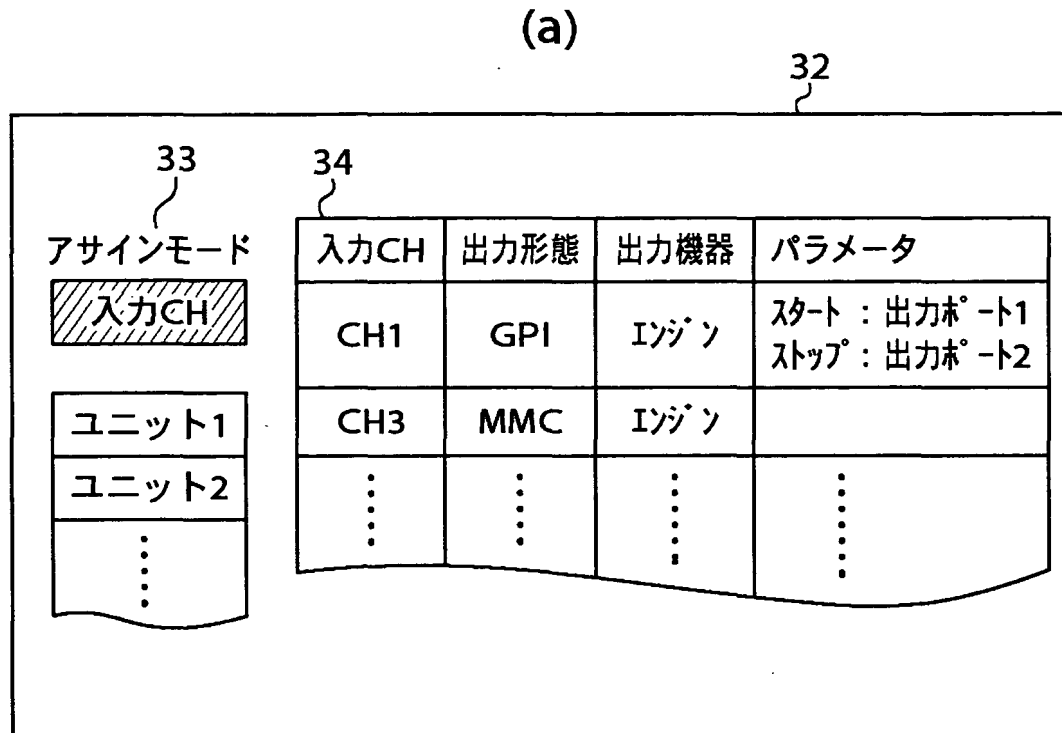 (a)
32
33
34
アサインモード
入力CH
ユニット1
ユニット2
入力CH 出力形態 出力機器 パラメータ
CH1 GPI エンジン スタート : 出力ポート1
ストップ : 出力ポート2
CH3 MMC エンジン